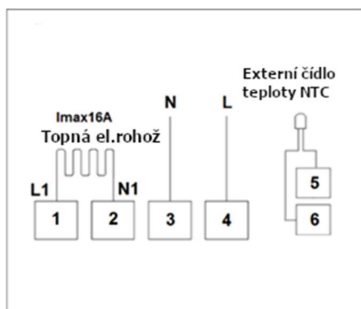 Externí čídlo
teploty NTC
N
L
Imax16A
Topná el.rohož
L1
N1
1
2
3
4
5
6